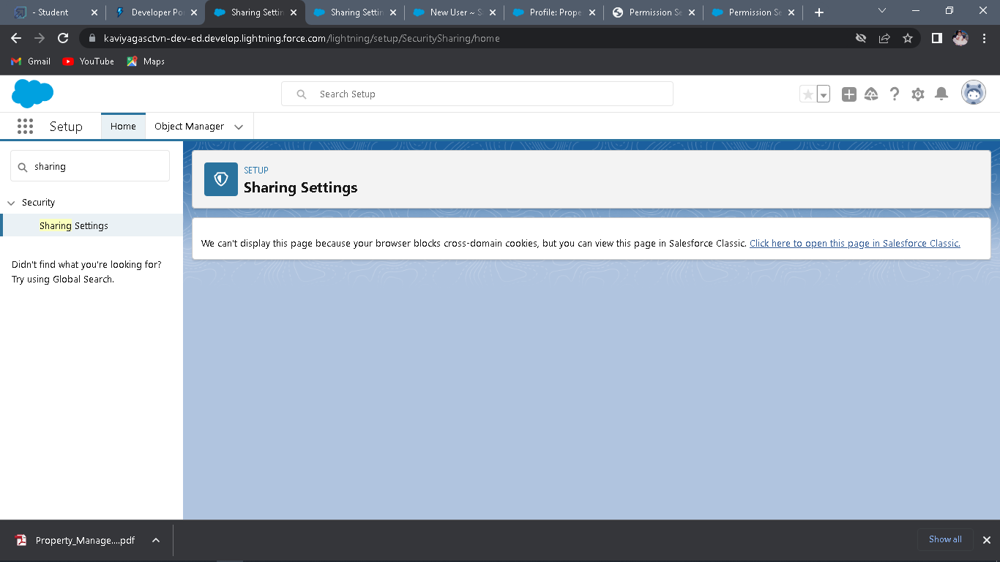 - Student
Developer Po
Sharing Settin
Sharing Settin
New User ~ S
Profile: Prope
Permission Se
Permission Se
kaviyagasctvn-dev-ed.develop.lightning.force.com/lightning/setup/SecuritySharing/home
Gmail
YouTube
Maps
Search Setup
Setup
Home
Object Manager
sharing
Security
Sharing Settings
Didn't find what you're looking for?
Try using Global Search.
SETUP
Sharing Settings
We can't display this page because your browser blocks cross-domain cookies, but you can view this page in Salesforce Classic. Click here to open this page in Salesforce Classic.
Property_Manage....pdf
Show all